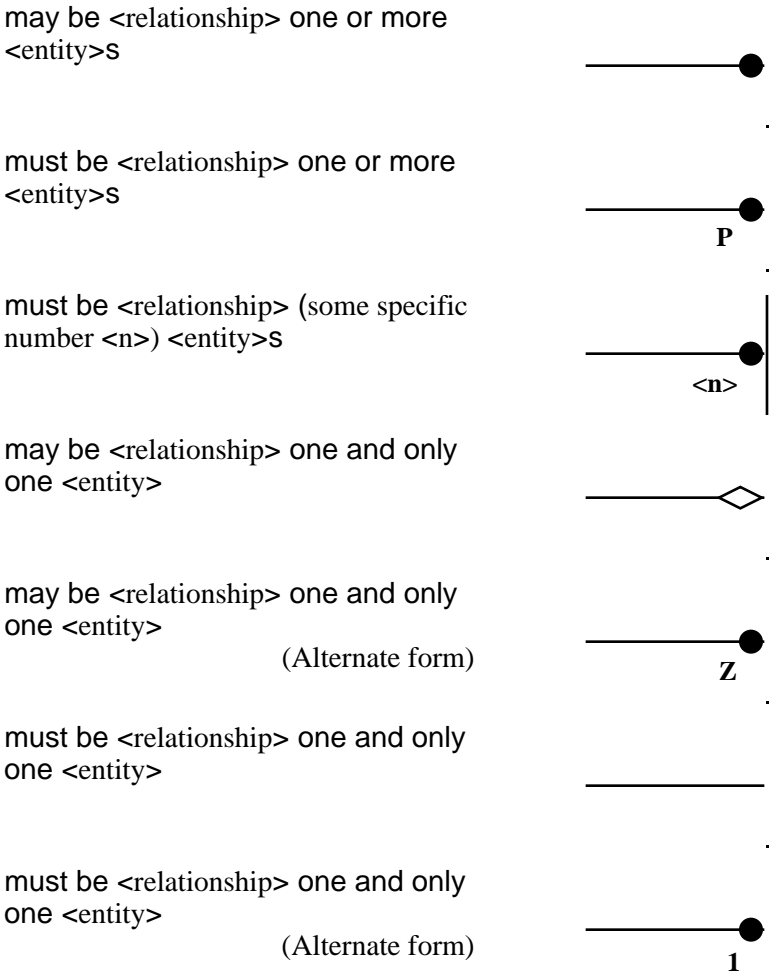 may be <relationship> one or more
<entity>s
must be <relationship> one or more
<entity>s
P
must be <relationship> (some specific
number <n>) <entity>s
<n>
may be <relationship> one and only
one <entity>
may be <relationship> one and only
one <entity>
(Alternate form)
Z
must be <relationship> one and only
one <entity>
must be <relationship> one and only
one <entity>
(Alternate form)
1